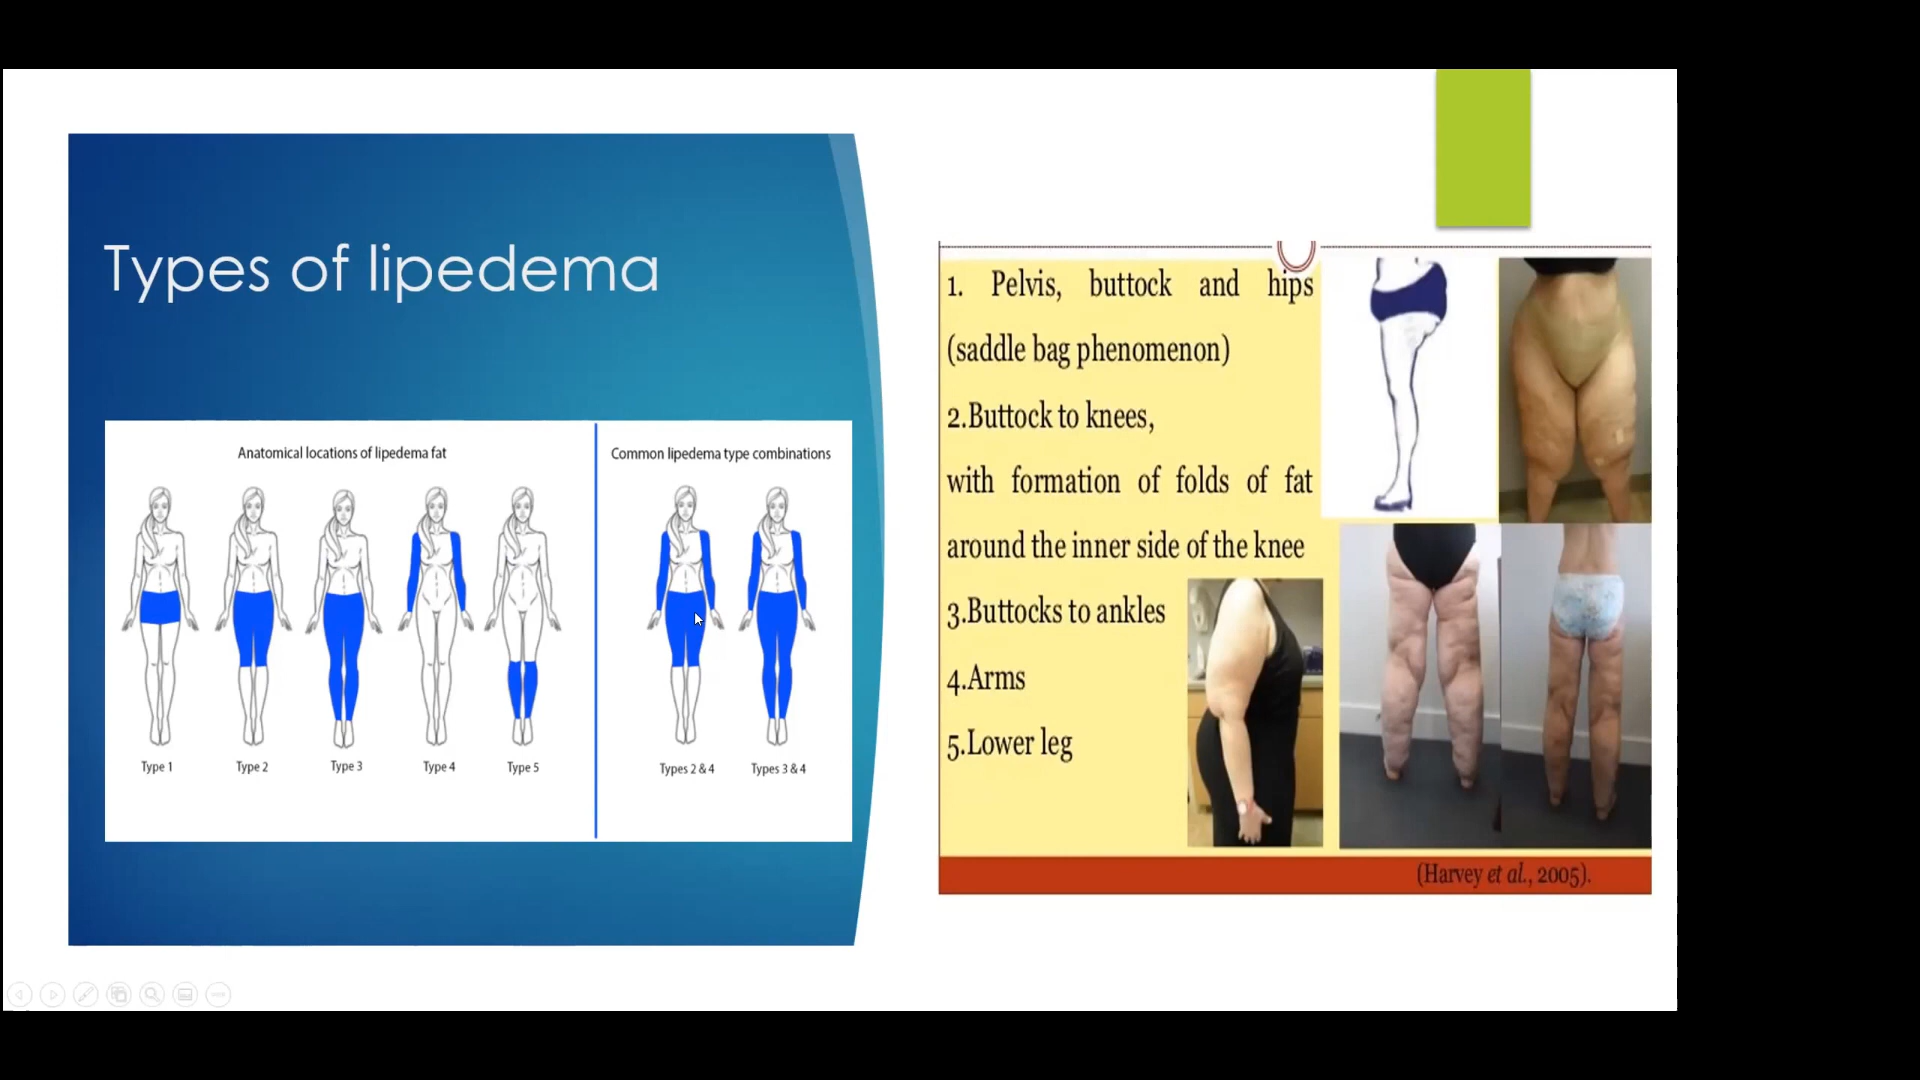 Types of lipedema
Anatomical locations of lipedema fat
Type 1
Type 2
Type 3
Type 4
Type 5
Common lipedema type combinations
Types 2 & 4
Types 3 & 4
1. Pelvis, buttock and hips
(saddle bag phenomenon)
2.Buttock to knees,
with formation of folds of fat
around the inner side of the knee
3.Buttocks to ankles
4.Arms
5.Lower leg
(Harvey et al., 2005).